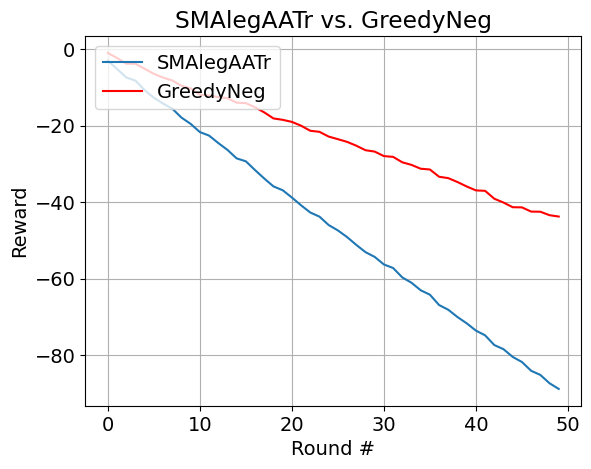 SMAlegAATr vs. GreedyNeg
SMAlegAATr
GreedyNeg
0
−20
−40
−60
−80
Reward
0 10 20 30 40 50
Round #